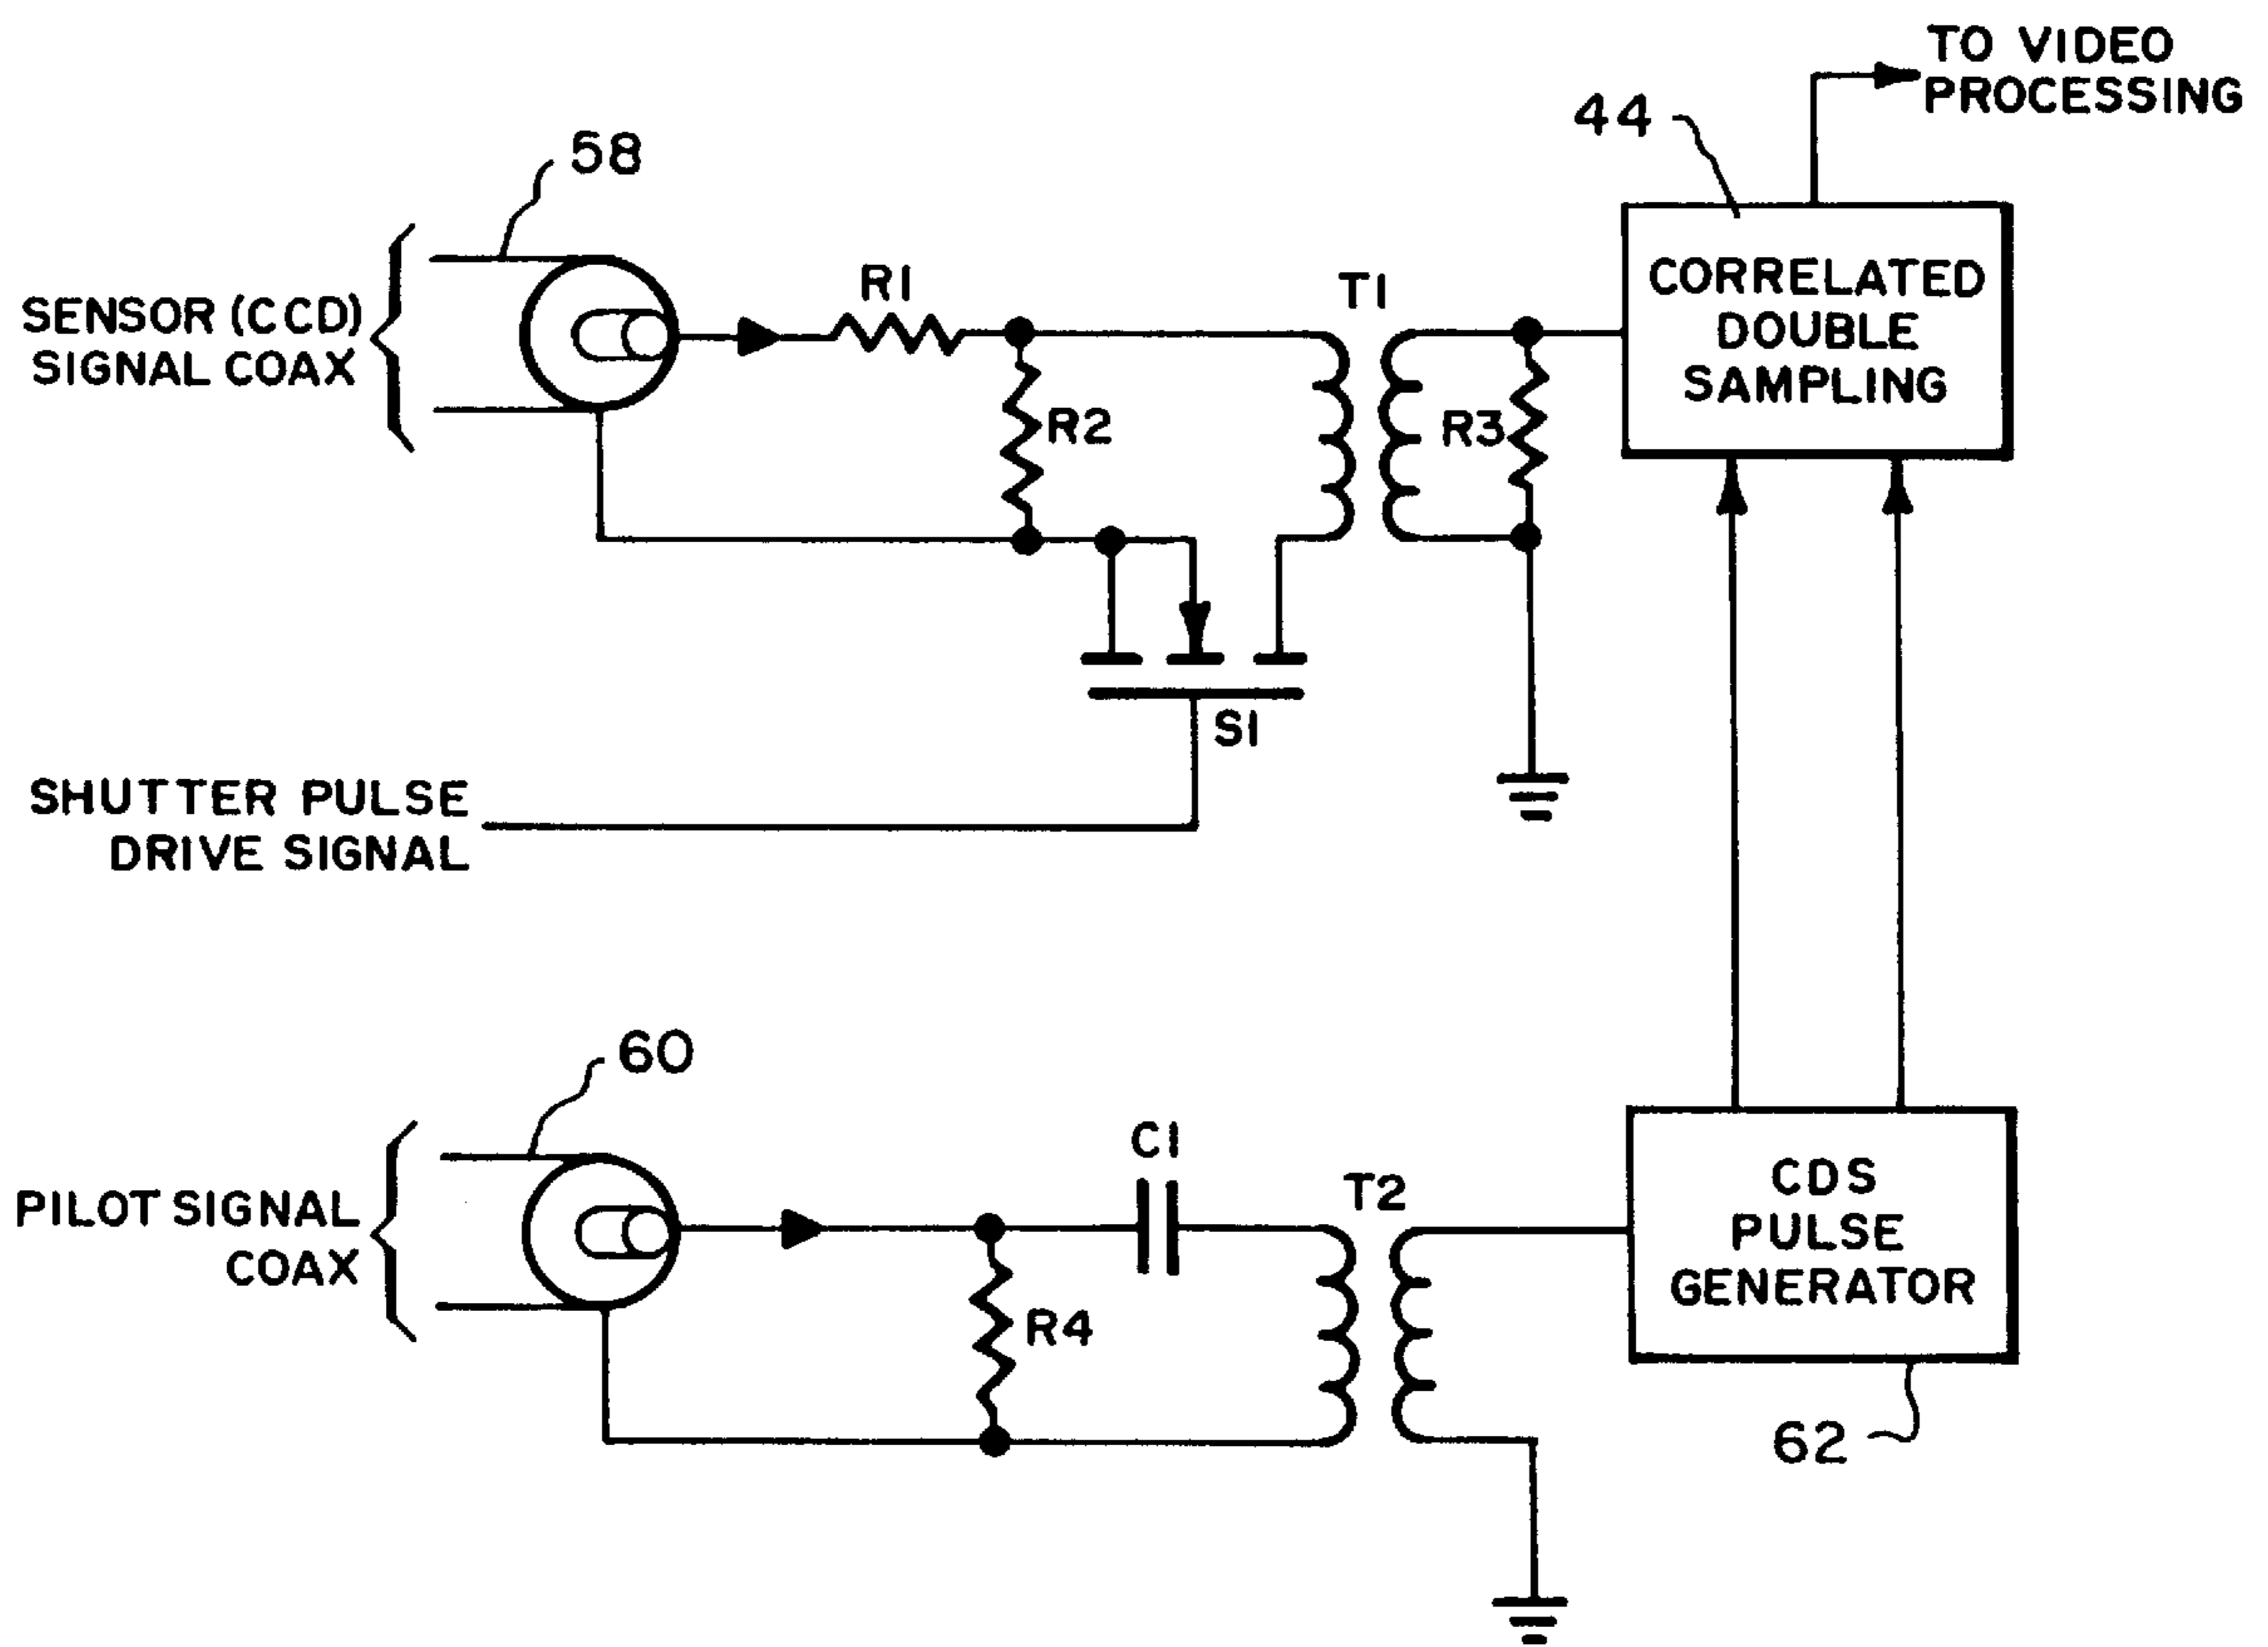 TO VIDEO
PROCESSING
44
58
SENSOR (CCD)
SIGNAL COAX
R1
T1
CORRELATED
DOUBLE
SAMPLING
R2
R3
S1
SHUTTER PULSE
DRIVE SIGNAL
60
C1
T2
PILOT SIGNAL
COAX
R4
CDS
PULSE
GENERATOR
62